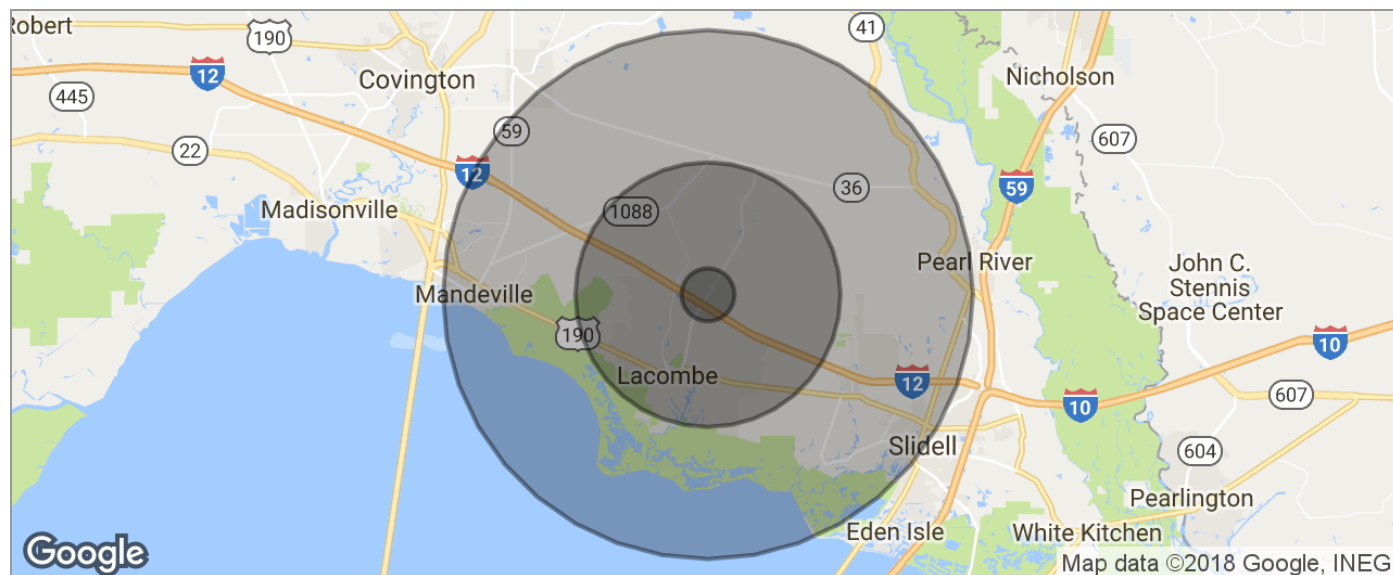 Robert
190
41
12
Covington
Nicholson
445
59
607
22
12
36
59
Madisonville
1088
Pearl River
John C.
Stennis
Space Center
Mandeville
190
10
Lacombe
12
10
607
Slidell
604
Pearlington
Eden Isle
White Kitchen
Google
Map data ©2018 Google, INEG